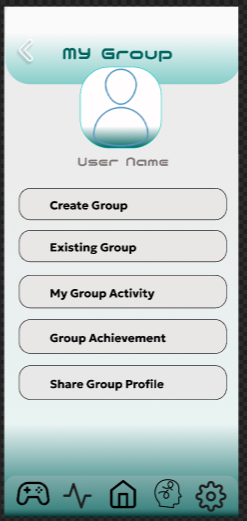 My Group
User Name
Create Group
Existing Group
My Group Activity
Group Achievement
Share Group Profile